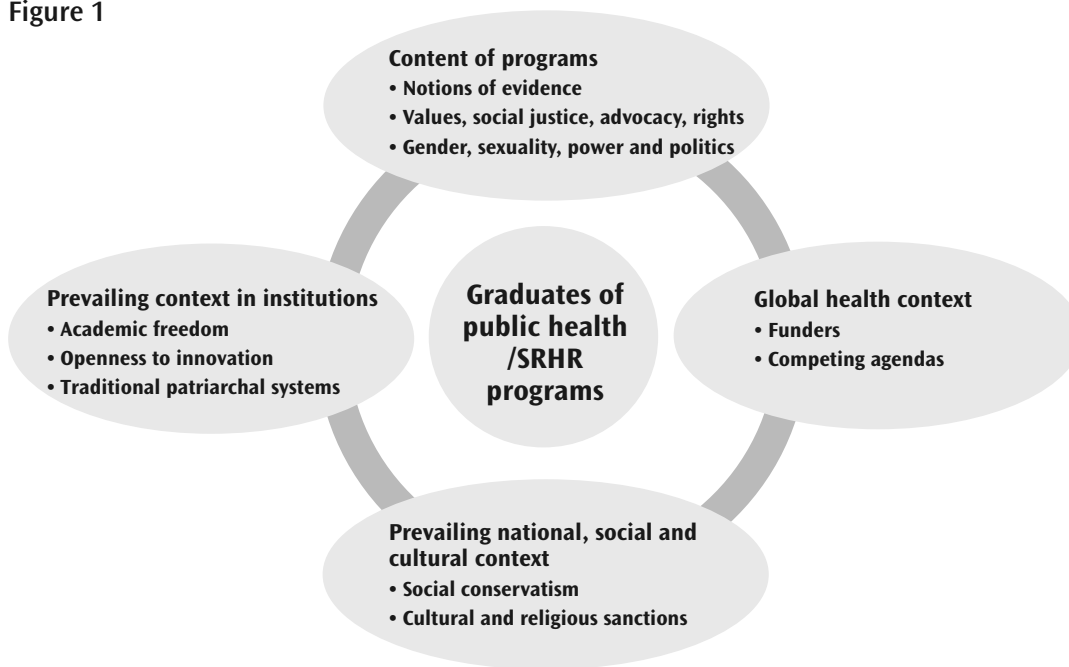 Figure 1
Content of programs
• Notions of evidence
• Values, social justice, advocacy, rights
• Gender, sexuality, power and politics
Prevailing context in institutions
• Academic freedom
• Openness to innovation
• Traditional patriarchal systems
Graduates of
public health
/SRHR
programs
Global health context
• Funders
• Competing agendas
Prevailing national, social and
cultural context
• Social conservatism
• Cultural and religious sanctions